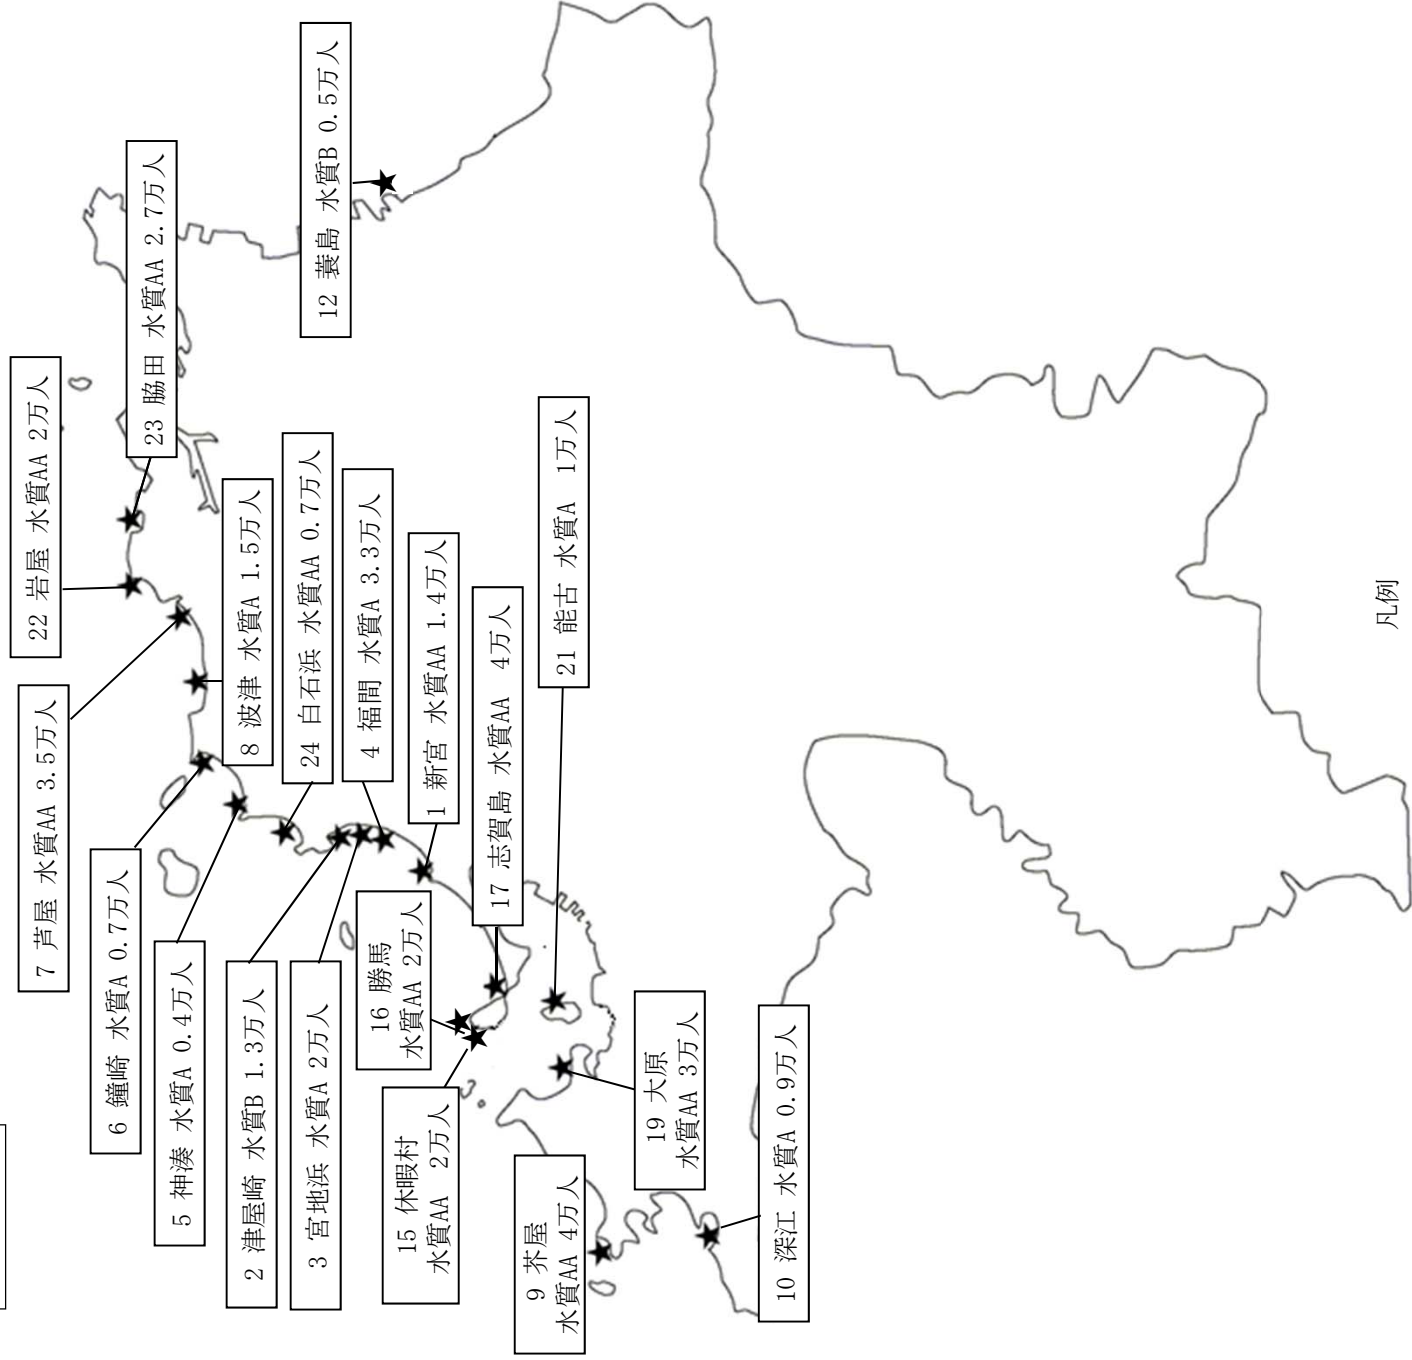 22 岩屋 水質AA 2万人
23 脇田 水質AA 2.7万人
12 蓑島 水質B 0.5万人
7 芦屋 水質AA 3.5万人
8 波津 水質A 1.5万人
24 白石浜 水質AA 0.7万人
4 福間 水質A 3.3万人
1 新宮 水質AA 1.4万人
17 志賀島 水質AA 4万人
21 能古 水質A 1万人
6 鐘崎 水質A 0.7万人
5 神湊 水質A 0.4万人
2 津屋崎 水質B 1.3万人
3 宮地浜 水質A 2万人
16 勝馬
水質AA 2万人
15 休暇村
水質AA 2万人
9 芥屋
水質AA 4万人
19 大原
水質AA 3万人
10 深江 水質A 0.9万人
凡例